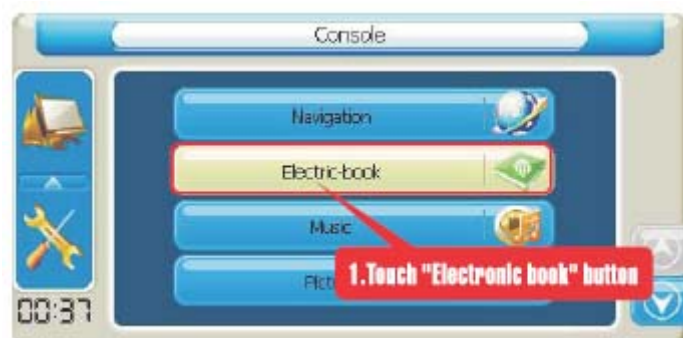 Console
Navigation
Electric-book
Music
1.Touch "Electronic book" button
00:37